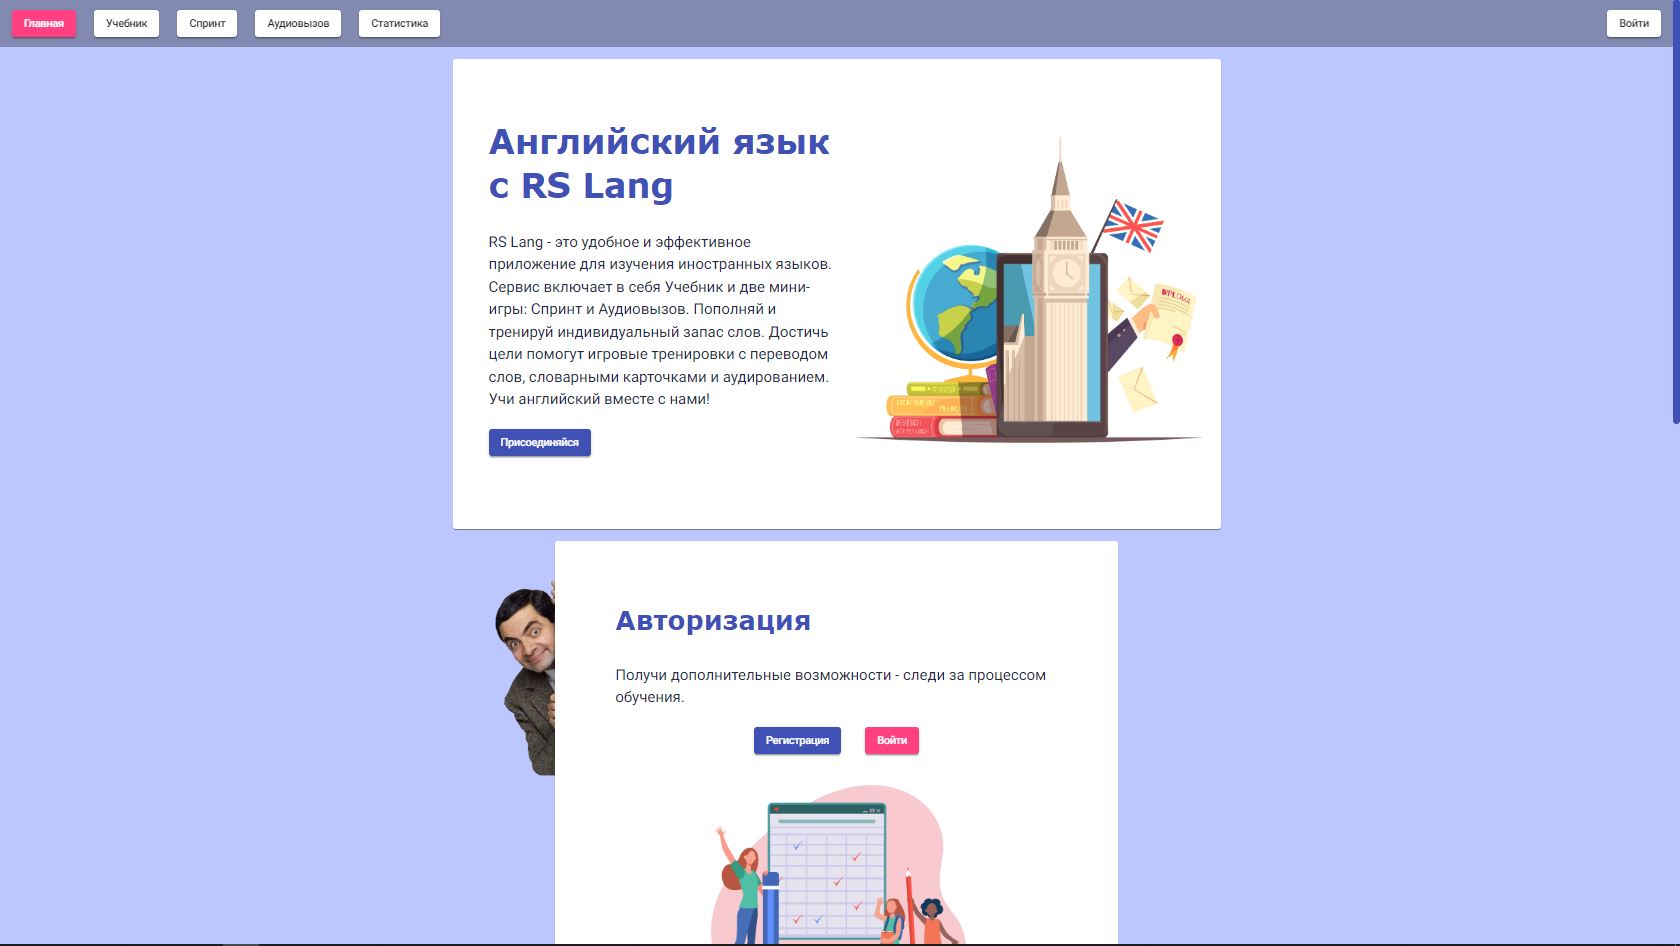 Главная
Учебник
Спринт
Аудиовызов
Статистика
Войти
Английский язык
с RS Lang
RS Lang - это удобное и эффективное
приложение для изучения иностранных языков.
Сервис включает в себя Учебник и две мини-
игры: Спринт и Аудиовызов. Пополняй и
тренируй индивидуальный запас слов. Достичь
цели помогут игровые тренировки с переводом
слов, словарными карточками и аудированием.
Учи английский вместе с нами!
DIPLOMA
Присоединяйся
Авторизация
Получи дополнительные возможности - следи за процессом
обучения.
Регистрация
Войти